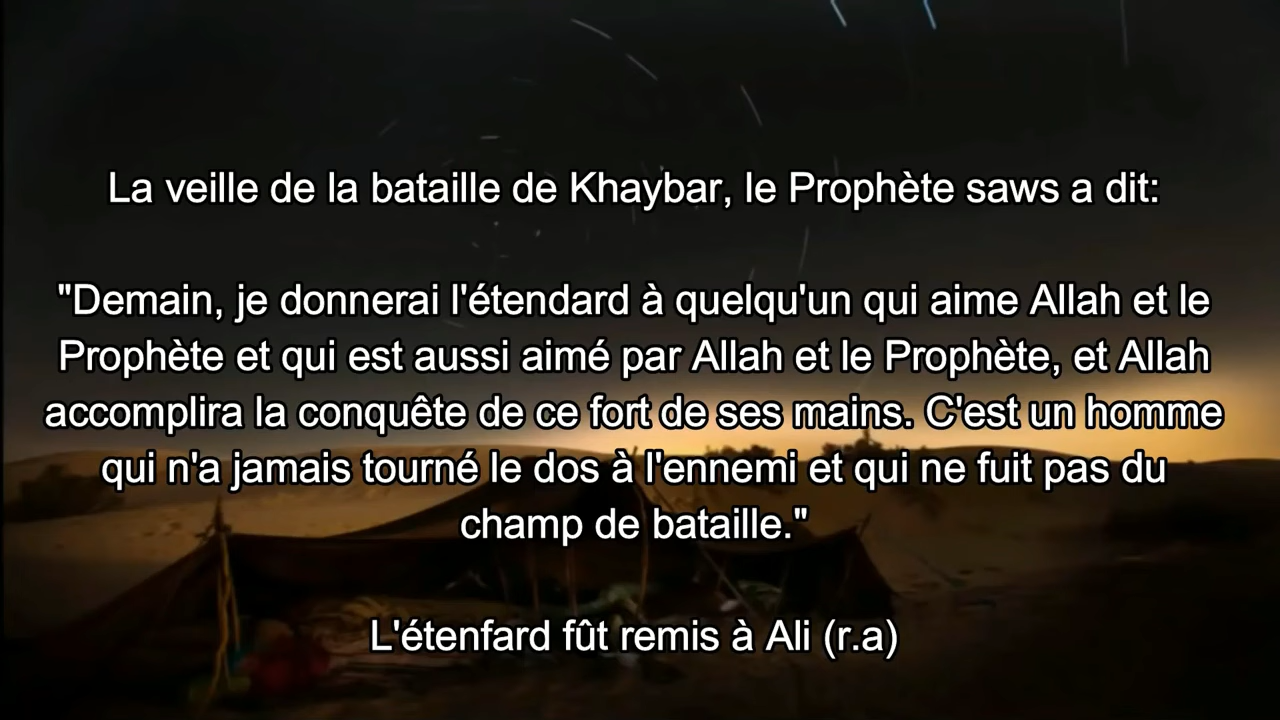 La veille de la bataille de Khaybar, le Prophète saws a dit:
"Demain, je donnerai l'étendard à quelqu'un qui aime Allah et le
Prophète et qui est aussi aimé par Allah et le Prophète, et Allah
accomplira la conquête de ce fort de ses mains. C'est un homme
qui n'a jamais tourné le dos à l'ennemi et qui ne fuit pas du
champ de bataille."
L'étenfard fût remis à Ali (r.a)